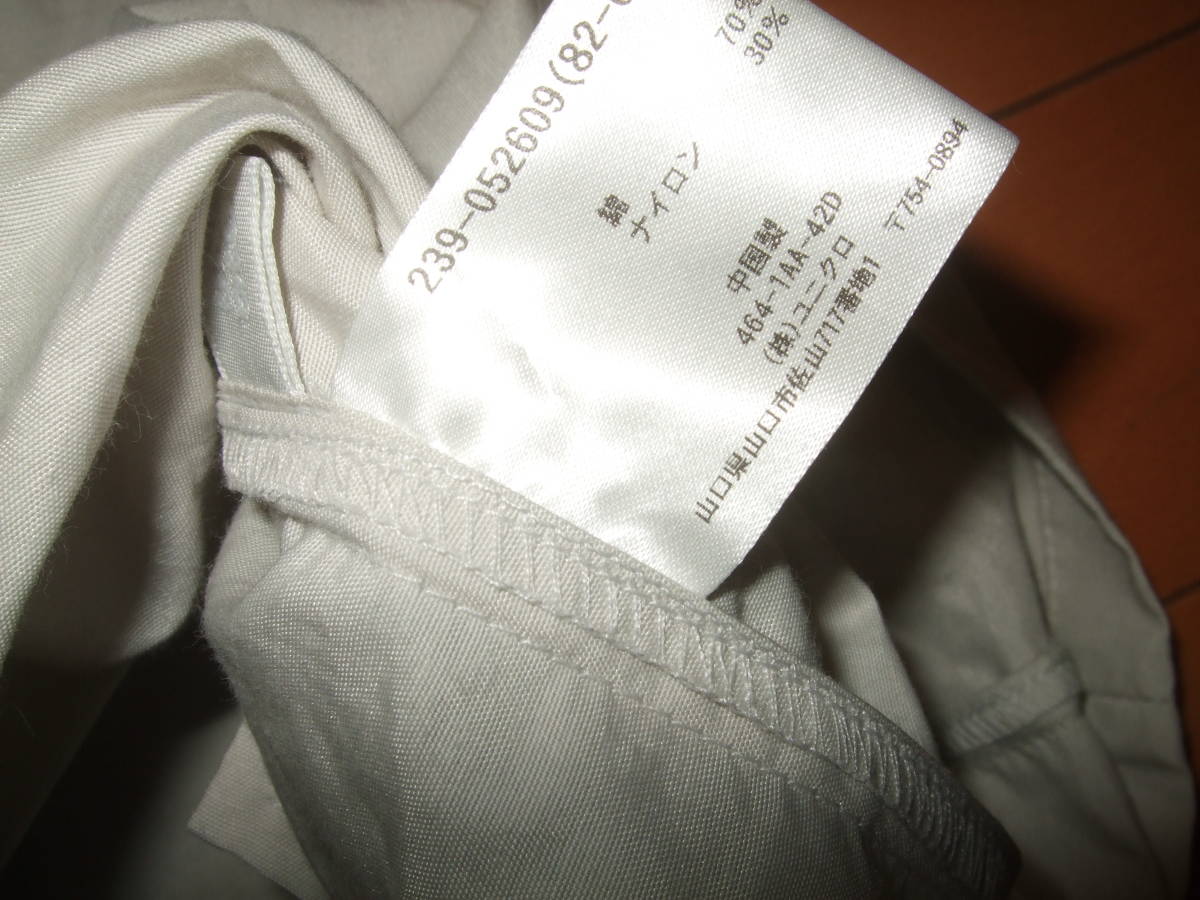 239-052609(82-
綿 70%
ナイロン 30%
中国製
464-1AA-42D
(株)ユニクロ
〒754-0894
山口県山口市佐山717番地1